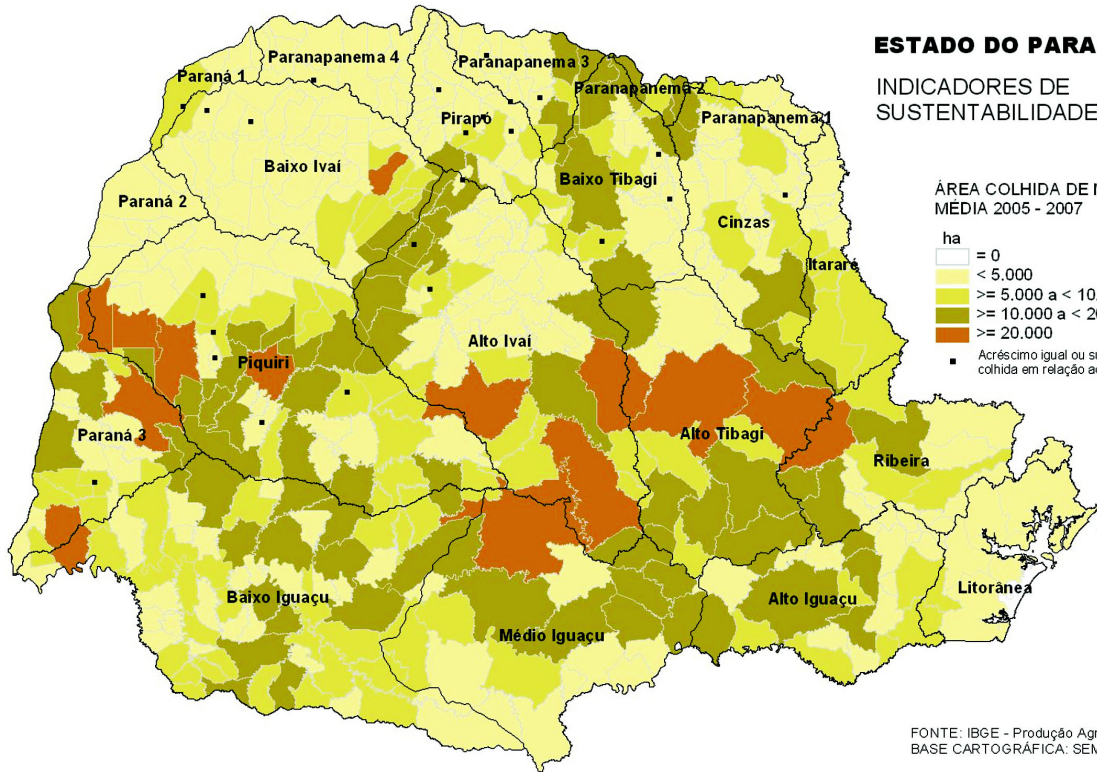 ESTADO DO PARA
INDICADORES DE
SUSTENTABILIDADE
ÁREA COLHIDA DE
MÉDIA 2005 - 2007
ha
= 0
< 5.000
>= 5.000 a < 10.
>= 10.000 a < 20
>= 20.000
Acréscimo igual ou su
colhida em relação ao
Paranapanema 4
Paranapanema 3
Paraná 1
Paranapanema 2
Pirapó
Paranapanema 1
Baixo Ivaí
Baixo Tibagi
Paraná 2
Cinzas
Itararé
Alto Ivaí
Piquiri
Paraná 3
Alto Tibagi
Ribeira
Litorânea
Baixo Iguaçu
Alto Iguaçu
Médio Iguaçu
FONTE: IBGE - Produção Agr
BASE CARTOGRÁFICA: SEM